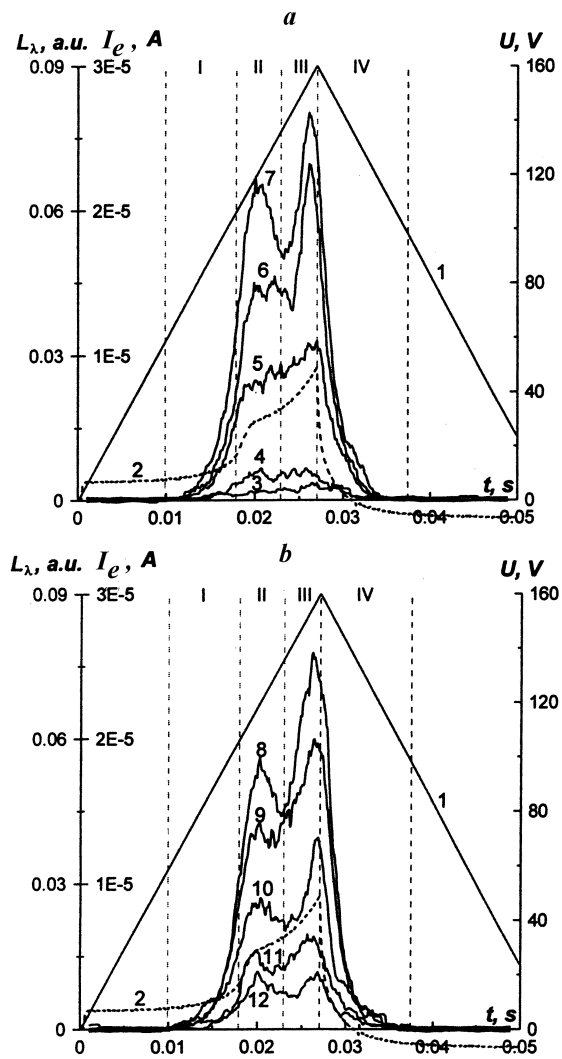 a
Lλ, a.u. Ie, A U, V
0.09 3E-5 I II III IV 160
7
120
0.06 2E-5
6 1
80
0.03 1E-5 5
40
2 4
3 t, s
0 0 0
0 0.01 0.02 0.03 0.04 0.05
b
Lλ, a.u. Ie, A U, V
0.09 3E-5 I II III IV 160
120
0.06 2E-5 8
1
9 80
0.03 1E-5 10
40
11
2 12 t, s
0 0 0
0 0.01 0.02 0.03 0.04 0.05